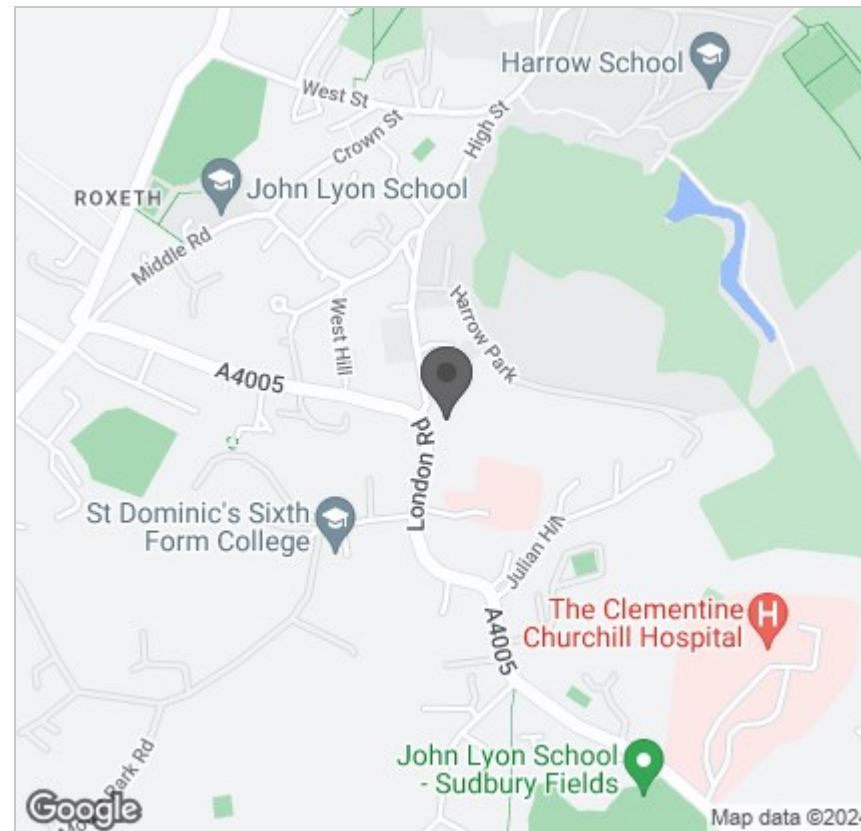 Harrow School
West St
Crown St
High St
John Lyon School
ROXETH
Middle Rd
West Hill
Harrow Park
A4005
London Rd
St Dominic's Sixth
Form College
Julian Hill
A4005
The Clementine
Churchill Hospital
H
John Lyon School
- Sudbury Fields
Park Rd
Google
Map data ©2024